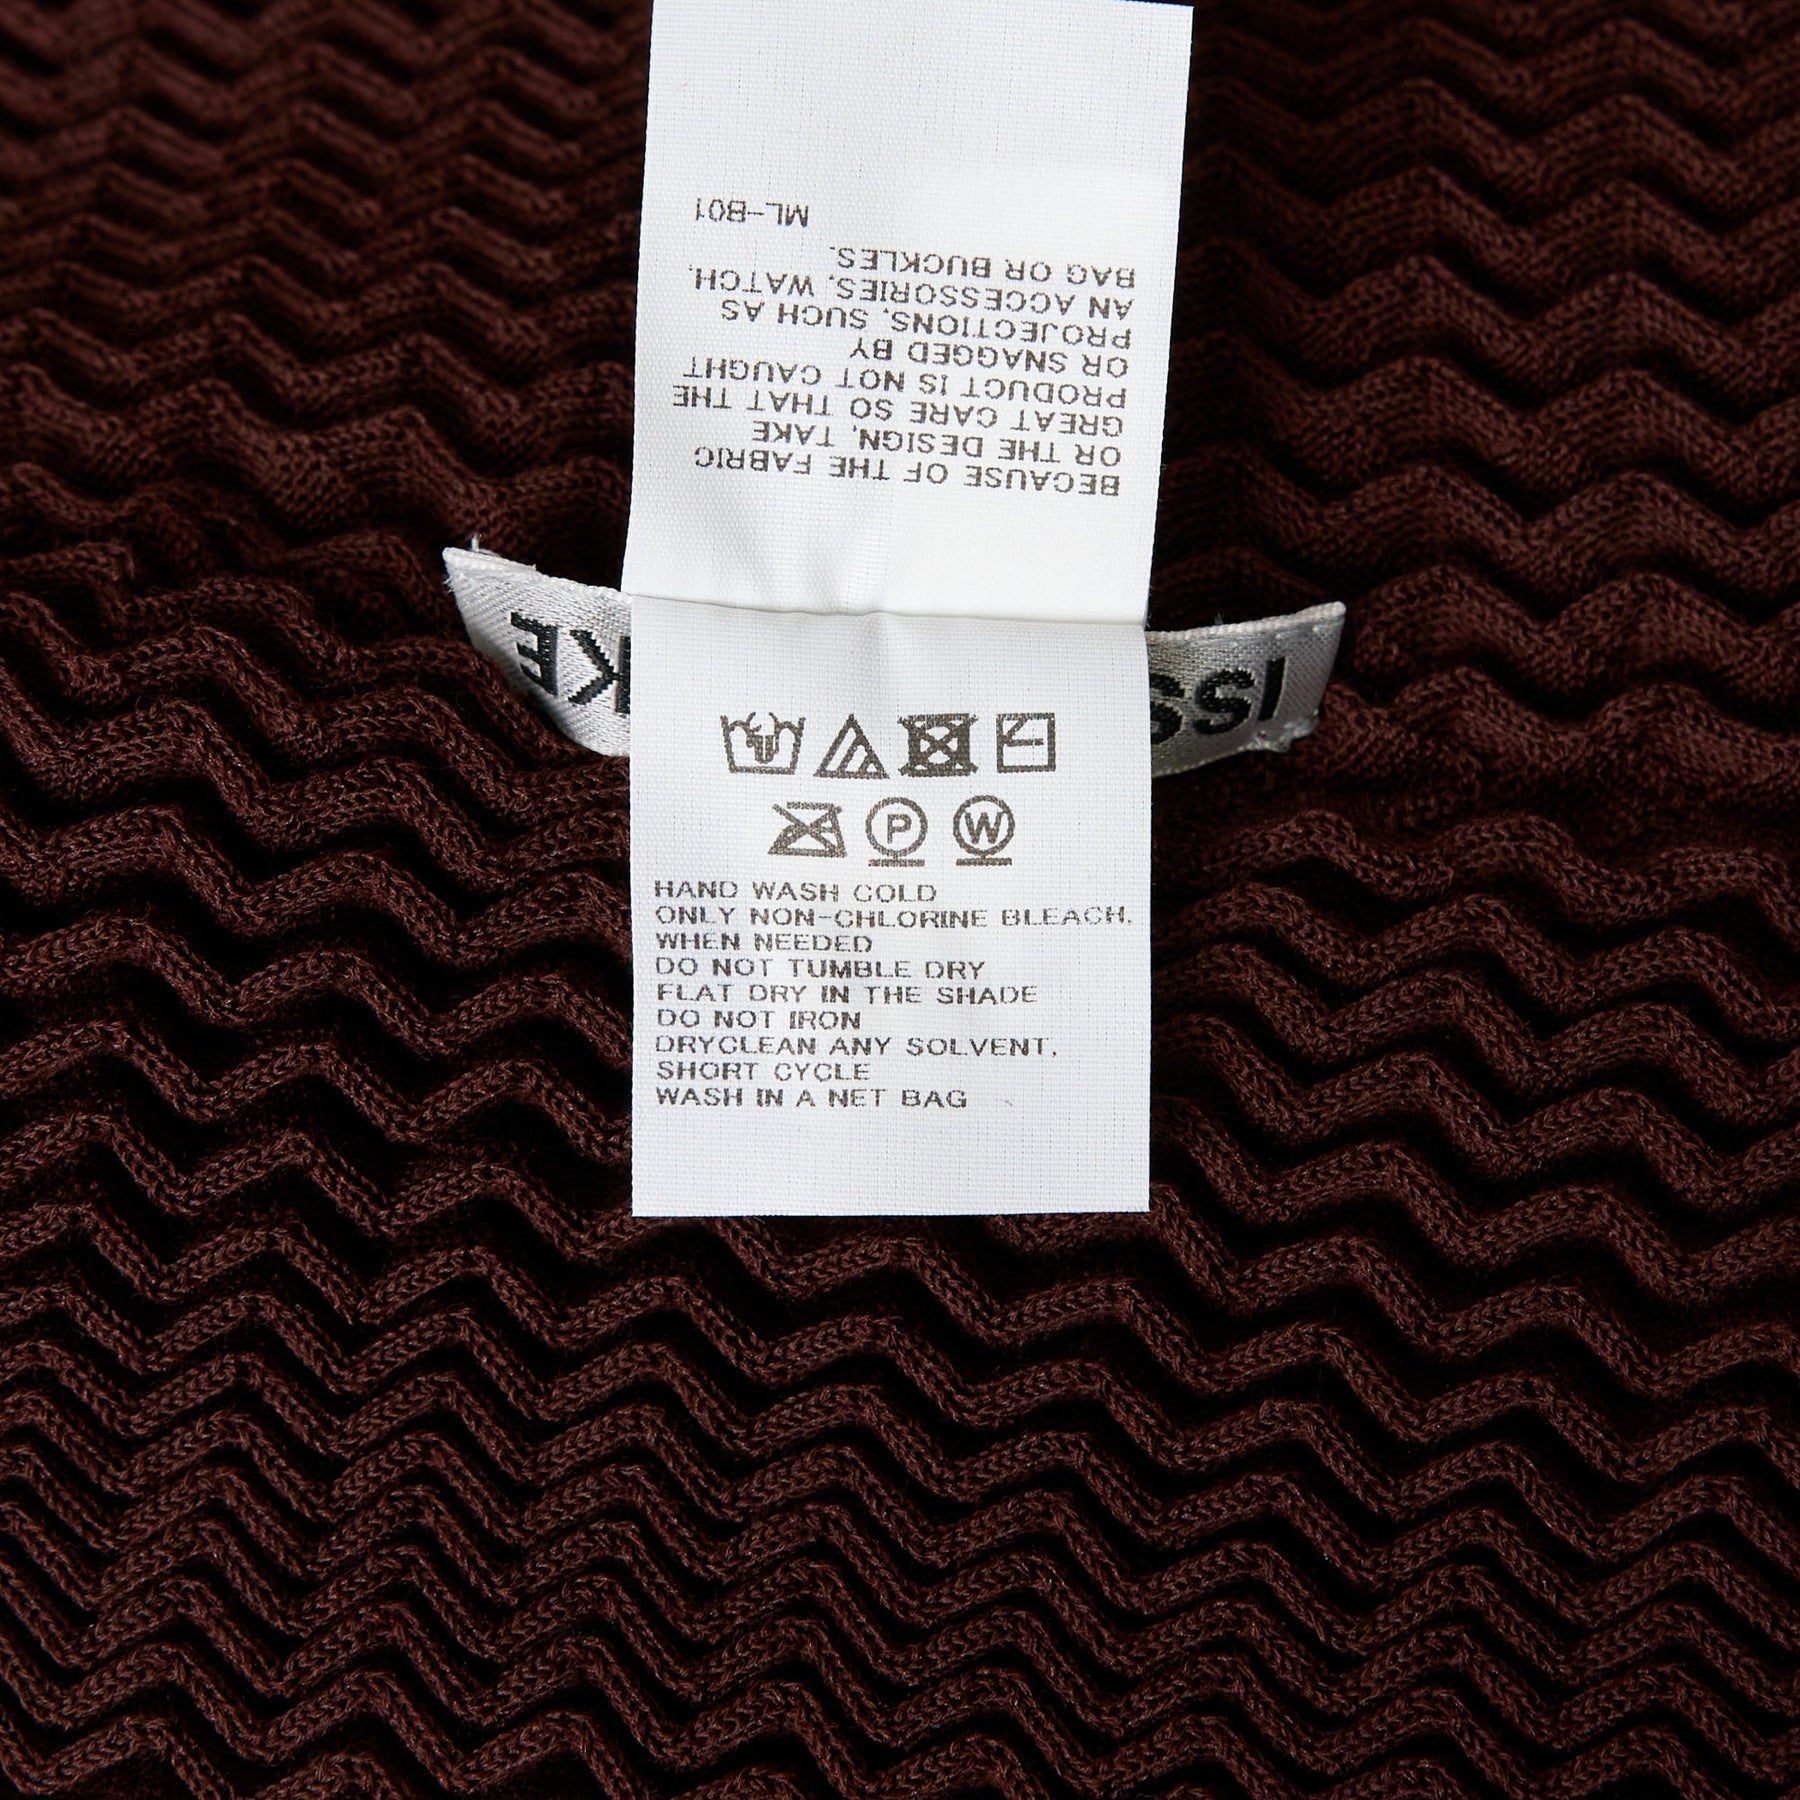 BECAUSE OF THE FABRIC
OR THE DESIGN, TAKE
GREAT CARE SO THAT THE
PRODUCT IS NOT CAUGHT
OR SNAGGED BY
PROJECTIONS, SUCH AS
AN ACCESSORIES, WATCH,
BAG OR BUCKLES.
ML-B01
ISS
KE
P
W
HAND WASH COLD
ONLY NON-CHLORINE BLEACH,
WHEN NEEDED
DO NOT TUMBLE DRY
FLAT DRY IN THE SHADE
DO NOT IRON
DRYCLEAN ANY SOLVENT,
SHORT CYCLE
WASH IN A NET BAG